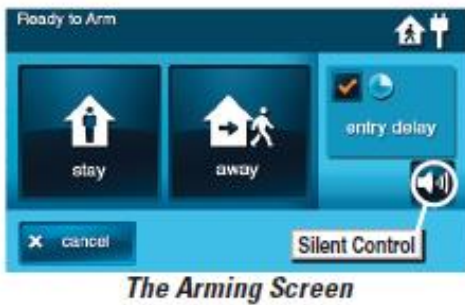 Ready to Arm
entry delay
stay
away
X cancel
Silent Control
The Arming Screen